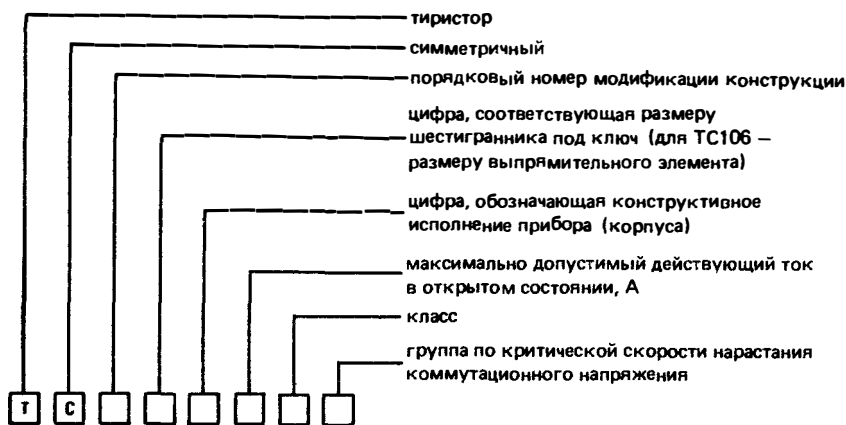 тиристор
симметричный
порядковый номер модификации конструкции
цифра, соответствующая размеру
шестигранника под ключ (для ТС106 —
размеру выпрямительного элемента)
цифра, обозначающая конструктивное
исполнение прибора (корпуса)
максимально допустимый действующий ток
в открытом состоянии, А
класс
группа по критической скорости нарастания
коммутационного напряжения
Т С